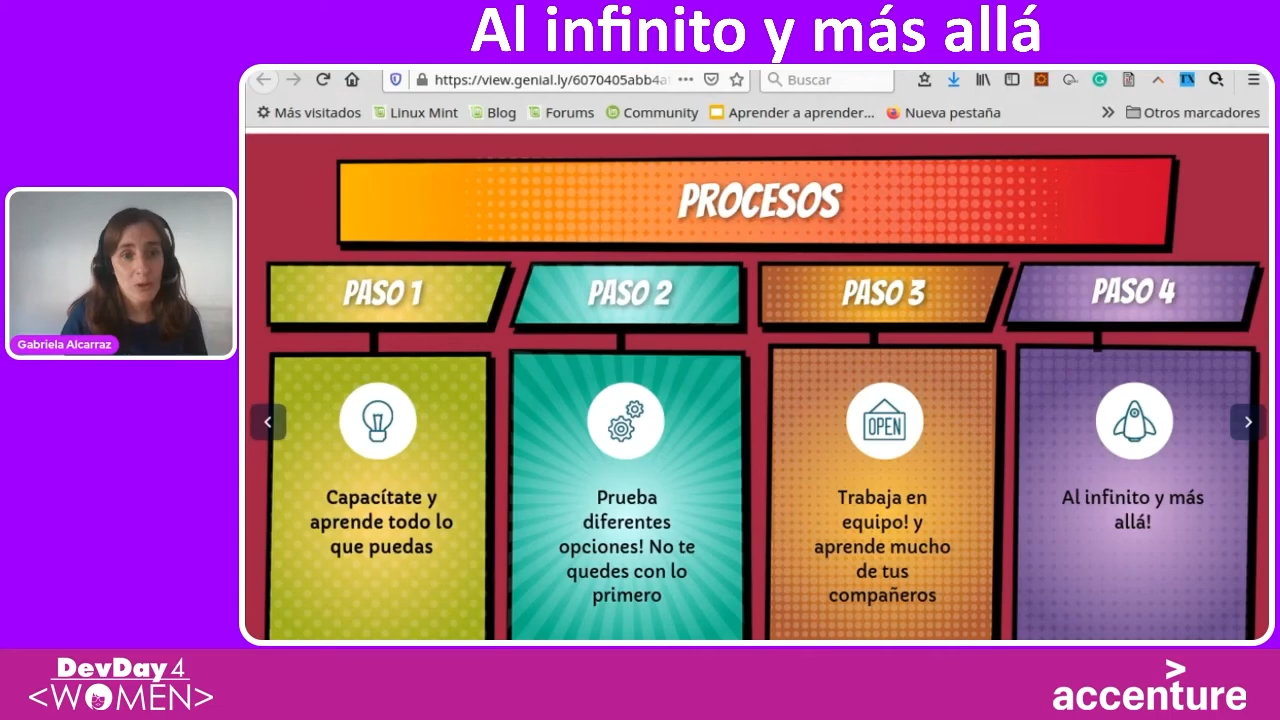 Al infinito y más allá
https://view.genial.ly/6070405abb4a
Buscar
Más visitados
Linux Mint
Blog
Forums
Community
Aprender a aprender...
Nueva pestaña
Otros marcadores
PROCESOS
PASO 1
PASO 2
PASO 3
PASO 4
OPEN
Capacítate y
aprende todo lo
que puedas
Prueba
diferentes
opciones! No te
quedes con lo
primero
Trabaja en
equipo! y
aprende mucho
de tus
compañeros
Al infinito y más
allá!
Gabriela Alcarraz
DevDay4
<WOMEN>
accenture